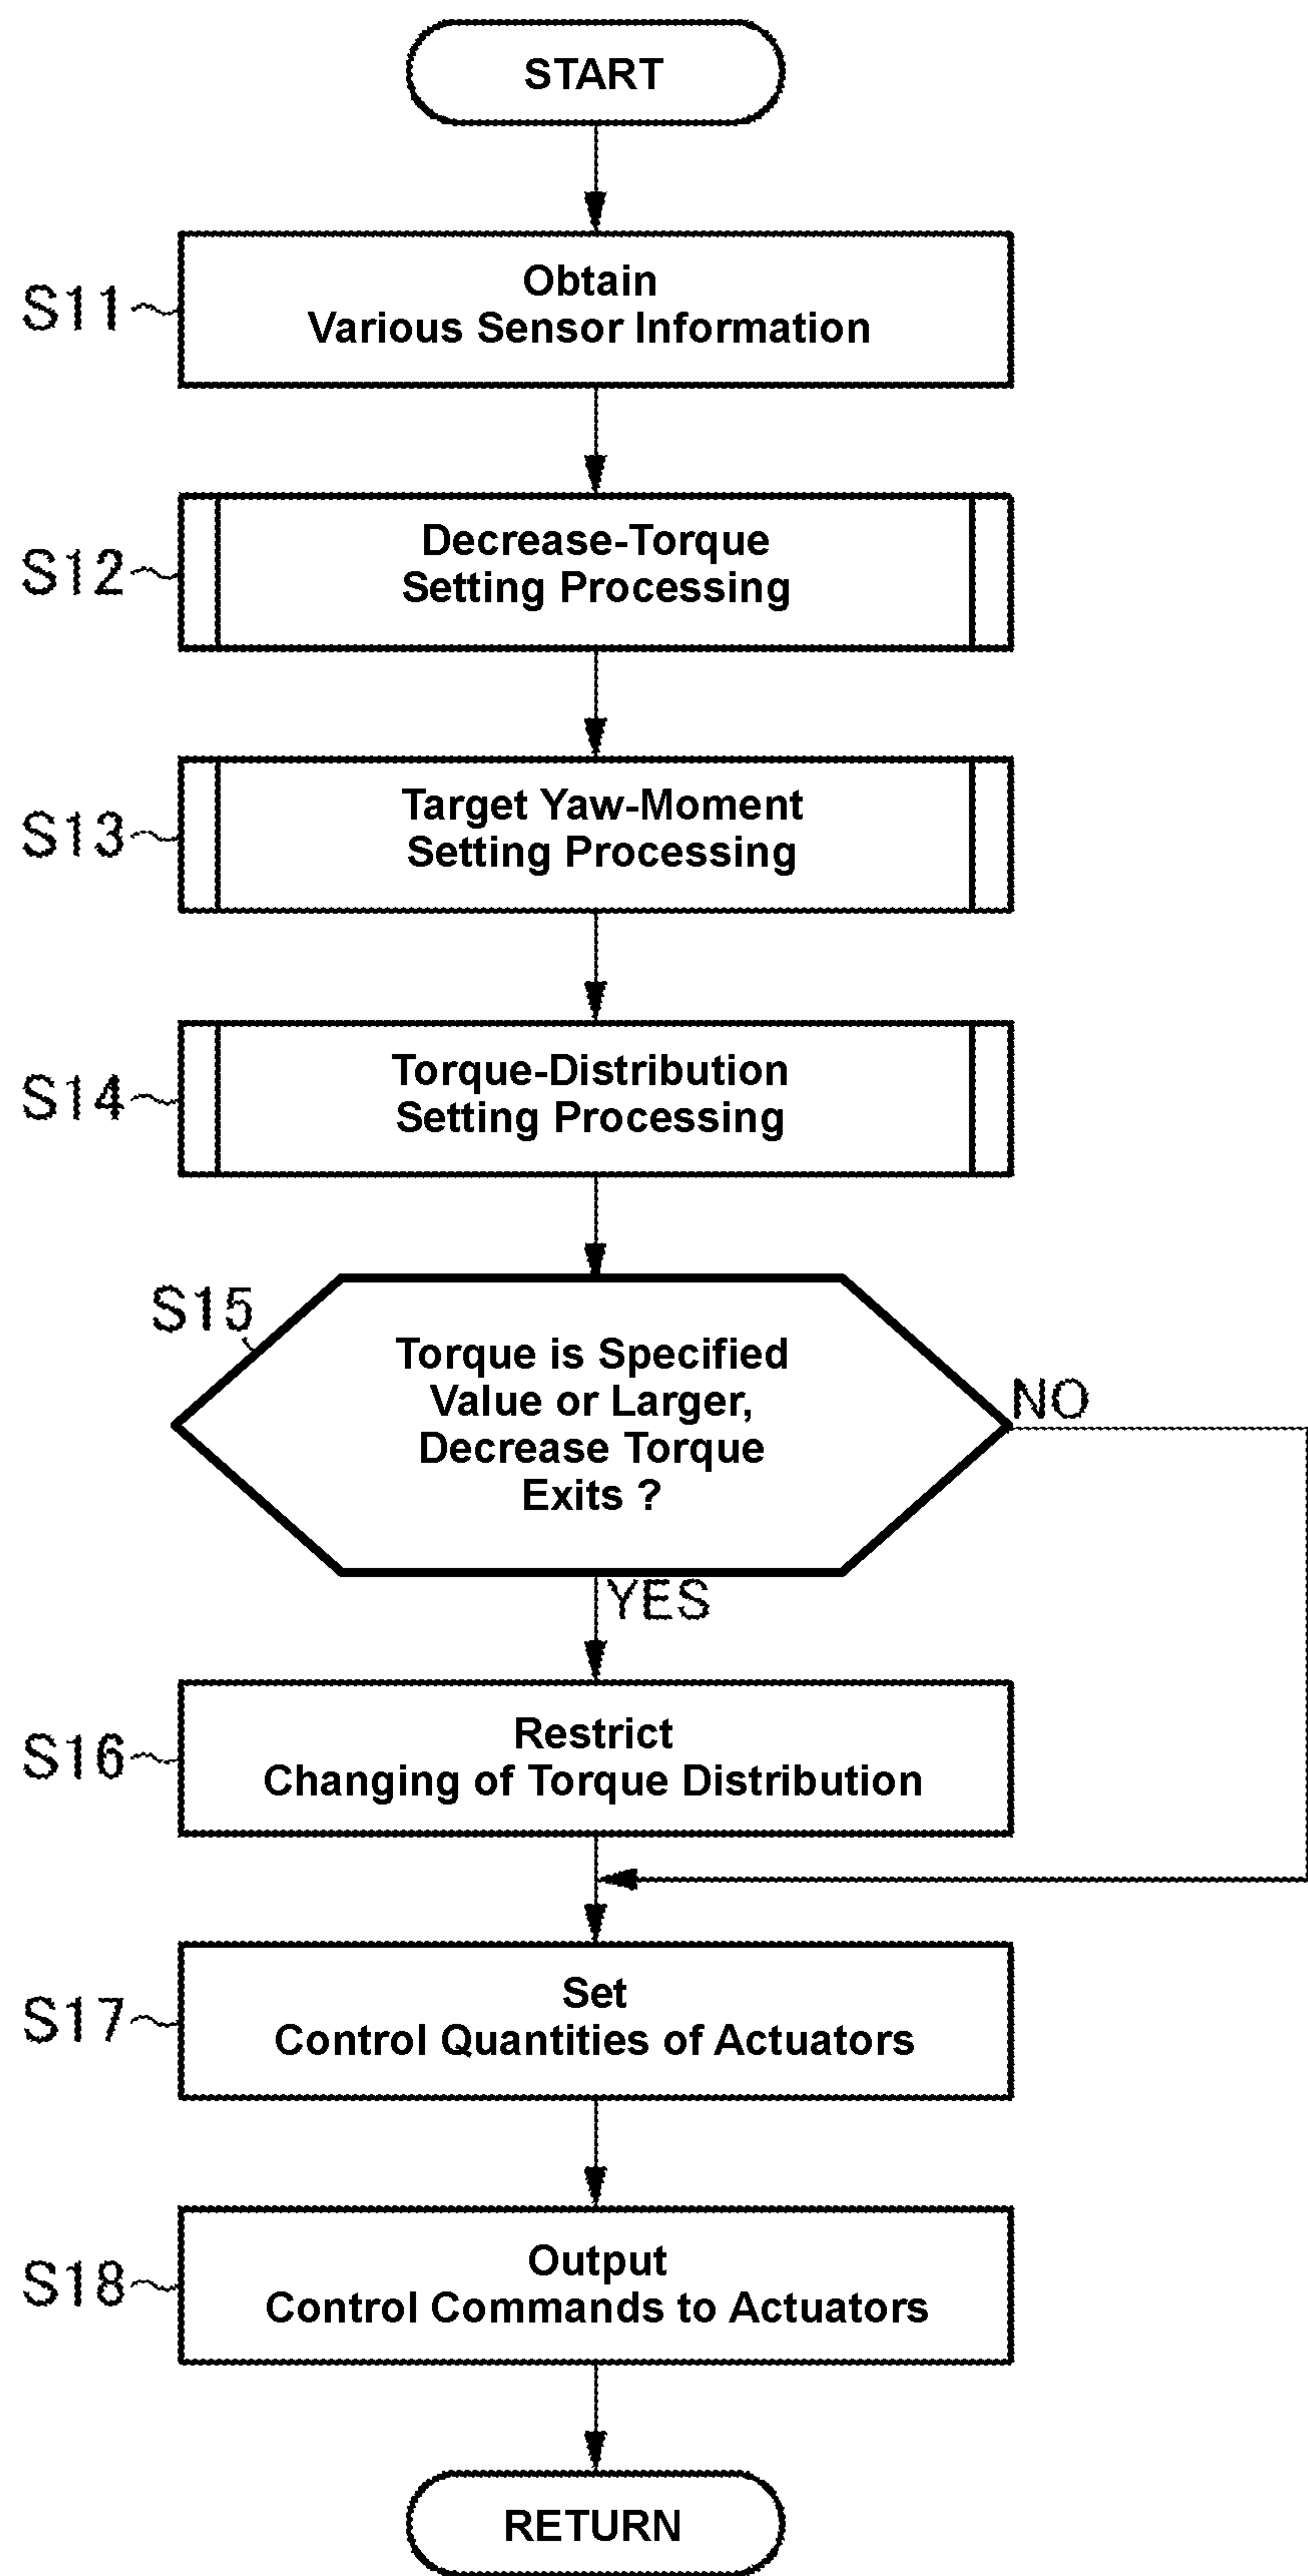 START
S11
Obtain
Various Sensor Information
S12
Decrease-Torque
Setting Processing
S13
Target Yaw-Moment
Setting Processing
S14
Torque-Distribution
Setting Processing
S15
Torque is Specified
Value or Larger,
Decrease Torque
Exits ?
NO
YES
S16
Restrict
Changing of Torque Distribution
S17
Set
Control Quantities of Actuators
S18
Output
Control Commands to Actuators
RETURN